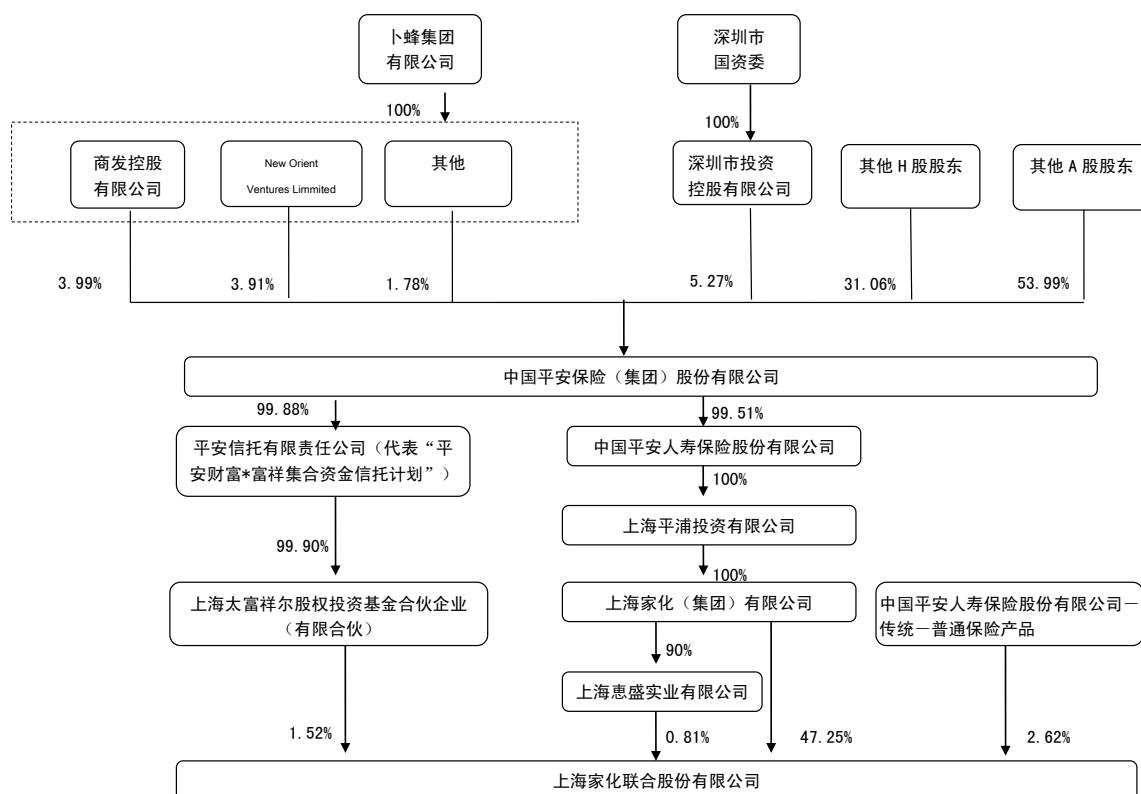 卜蜂集团
有限公司
深圳市
国资委
100%
100%
商发控股
有限公司
New Orient
Ventures Limmited
其他
深圳市投资
控股有限公司
其他 H 股股东
其他 A 股股东
3.99%
3.91%
1.78%
5.27%
31.06%
53.99%
中国平安保险（集团）股份有限公司
99.88%
99.51%
平安信托有限责任公司（代表“平
安财富*富祥集合资金信托计划”）
中国平安人寿保险股份有限公司
100%
上海平浦投资有限公司
99.90%
100%
上海太富祥尔股权投资基金合伙企业
（有限合伙）
上海家化（集团）有限公司
中国平安人寿保险股份有限公司－
传统－普通保险产品
90%
上海惠盛实业有限公司
1.52%
0.81%
47.25%
2.62%
上海家化联合股份有限公司